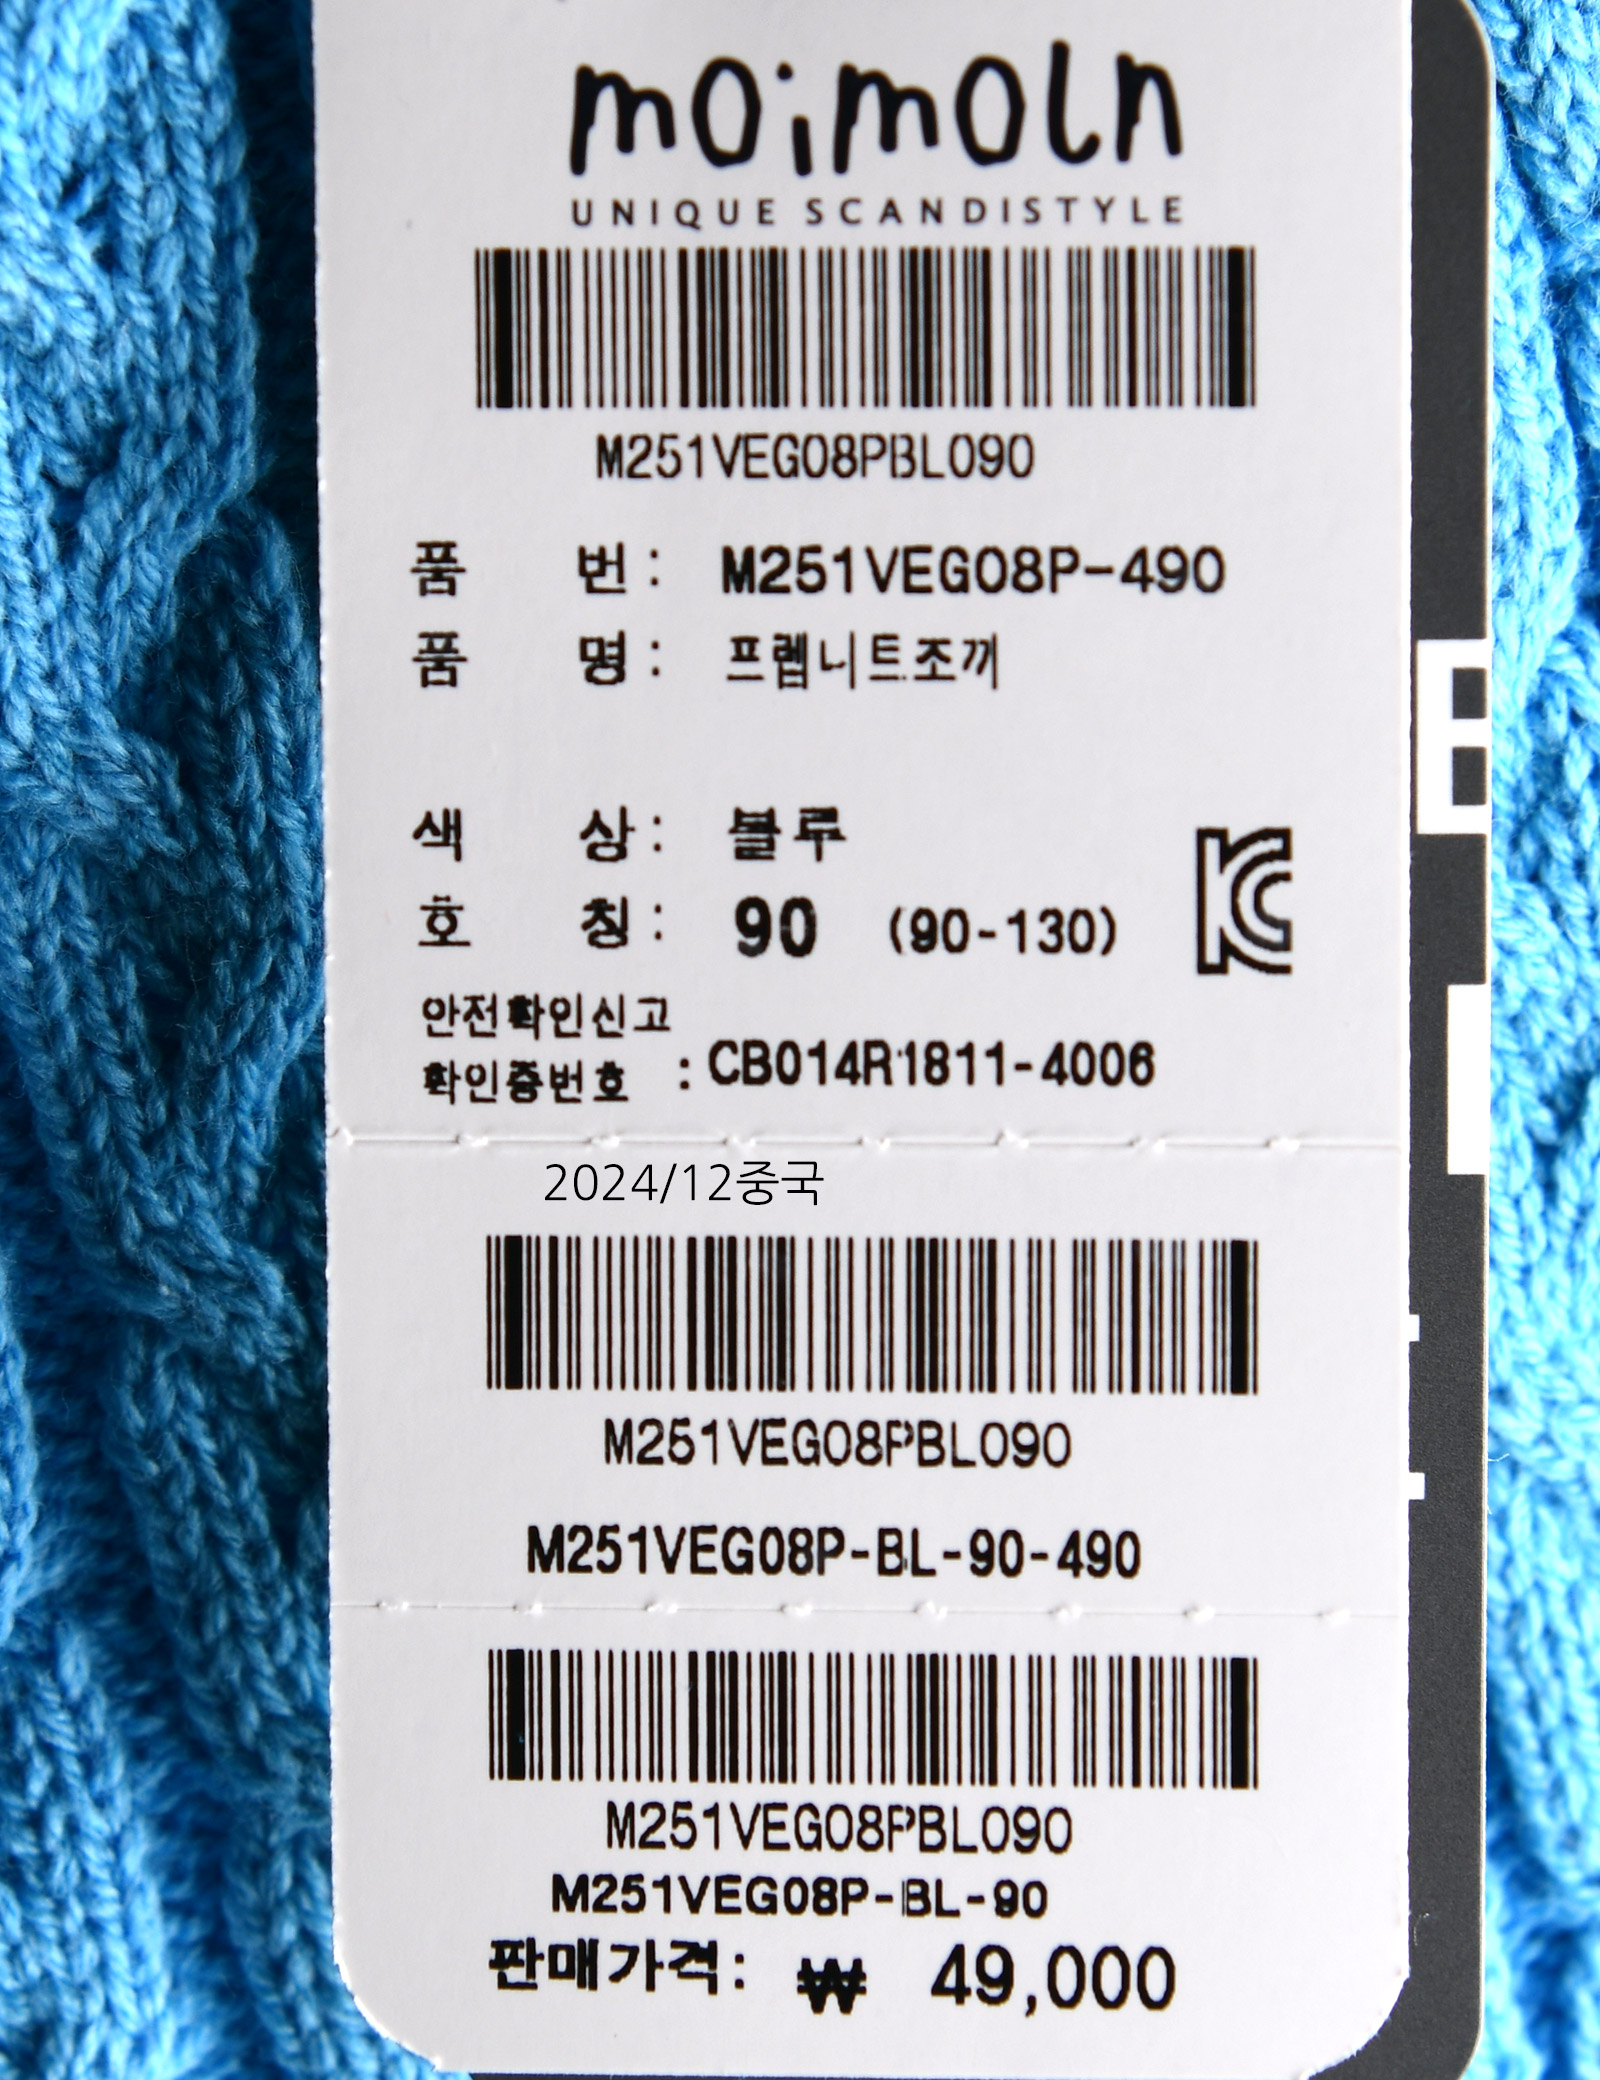 moimoln
UNIQUE SCANDISTYLE
M251VEG08PBL090
품 번 : M251VEG08P-490
품 명 : 프렙니트조끼
색 상 : 블루
호 칭 : 90 (90-130)
안전확인신고
확인증번호 : CB014R1811-4006
2024/12중국
M251VEG08PBL090
M251VEG08P-BL-90-490
M251VEG08PBL090
M251VEG08P-BL-90
판매가격: ₩ 49,000